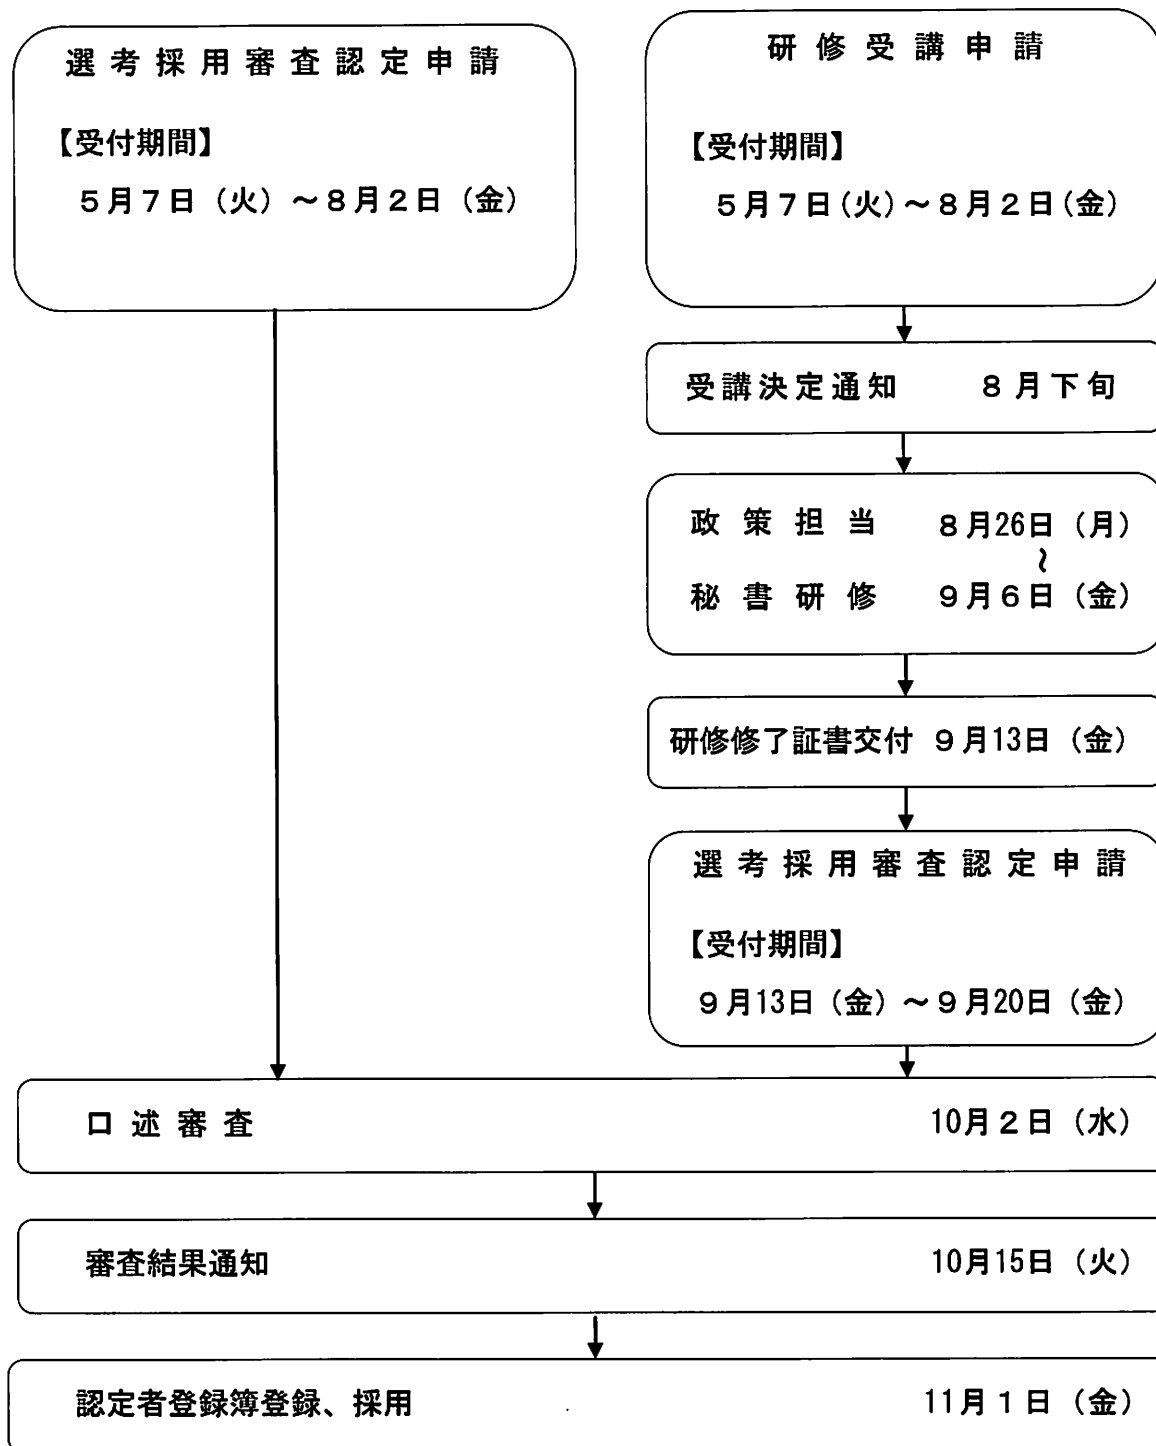 選考採用審査認定申請
【受付期間】
5月7日（火）～8月2日（金）
研修受講申請
【受付期間】
5月7日（火）～8月2日（金）
受講決定通知 8月下旬
政策担当 8月26日（月）
～
秘書研修 9月6日（金）
研修修了証書交付 9月13日（金）
選考採用審査認定申請
【受付期間】
9月13日（金）～9月20日（金）
口述審査 10月2日（水）
審査結果通知 10月15日（火）
認定者登録簿登録、採用 11月1日（金）